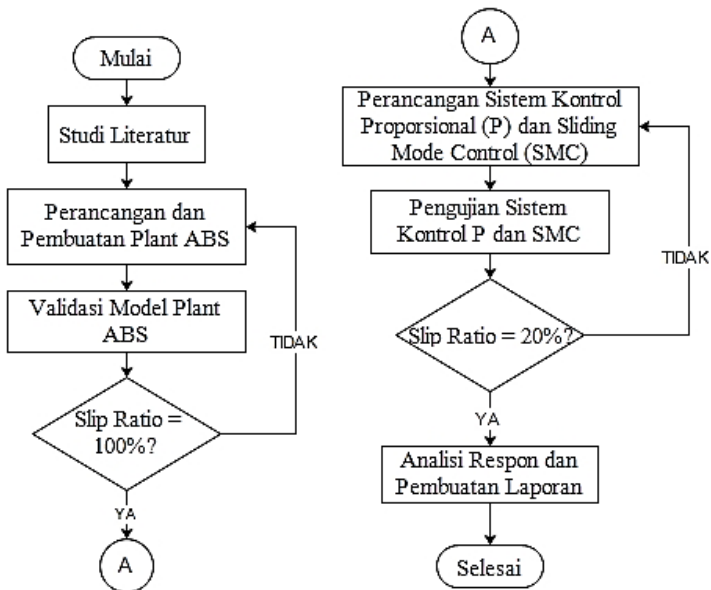 Mulai
Studi Literatur
Perancangan dan
Pembuatan Plant ABS
Validasi Model Plant
ABS
TIDAK
Slip Ratio =
100%?
YA
A
A
Perancangan Sistem Kontrol
Proporsional (P) dan Sliding
Mode Control (SMC)
Pengujian Sistem
Kontrol P dan SMC
TIDAK
Slip Ratio = 20%?
YA
Analisi Respon dan
Pembuatan Laporan
Selesai